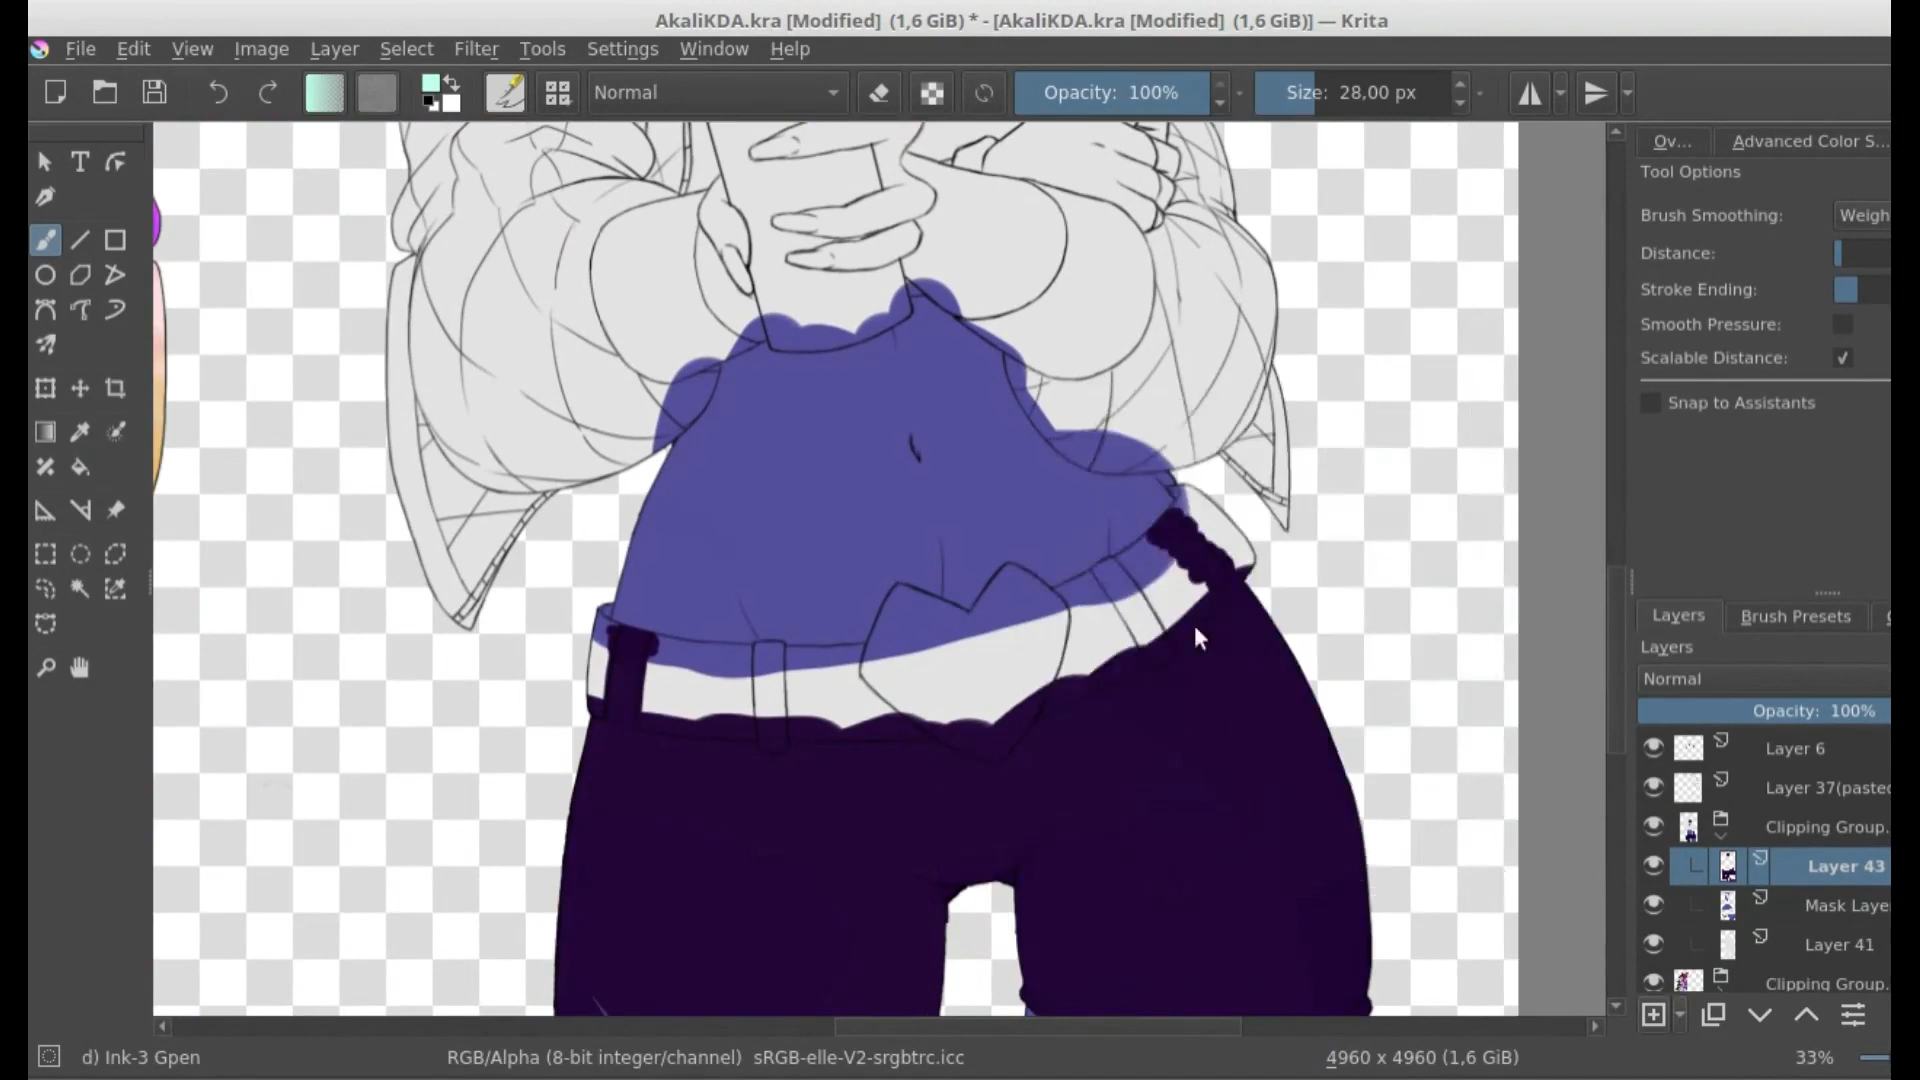 AkaliKDA.kra [Modified]  (1,6 GiB) * - [AkaliKDA.kra [Modified]  (1,6 GiB)] — Krita
File Edit View Image Layer Select Filter Tools Settings Window Help
Normal Opacity: 100% Size: 28,00 px
Ov... Advanced Color S...
Tool Options
Brush Smoothing: Weigh
Distance:
Stroke Ending:
Smooth Pressure:
Scalable Distance:
Snap to Assistants
Layers Brush Presets
Layers
Normal
Opacity: 100%
Layer 6
Layer 37(pasted
Clipping Group.
Layer 43
Mask Laye
Layer 41
Clipping Group.
d) Ink-3 Gpen RGB/Alpha (8-bit integer/channel)  sRGB-elle-V2-srgbtrc.icc 4960 x 4960 (1,6 GiB) 33%